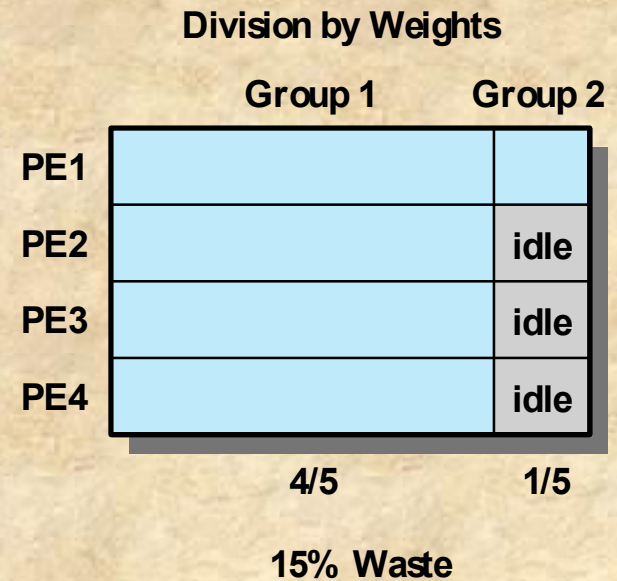 Division by Weights
Group 1 Group 2
PE1
PE2 idle
PE3 idle
PE4 idle
4/5 1/5
15% Waste